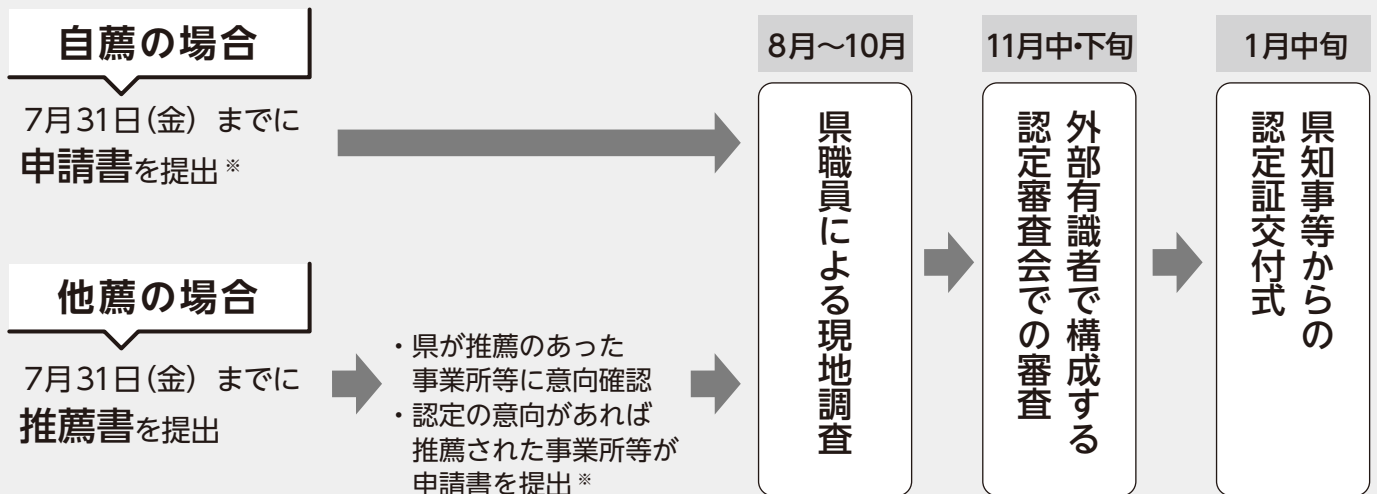 自薦の場合
7月31日(金) までに
申請書を提出※
他薦の場合
7月31日(金) までに
推薦書を提出
・県が推薦のあった
事業所等に意向確認
・認定の意向があれば
推薦された事業所等が
申請書を提出※
8月～10月
県職員による現地調査
11月中・下旬
外部有識者で構成する
認定審査会での審査
1月中旬
県知事等からの
認定証交付式